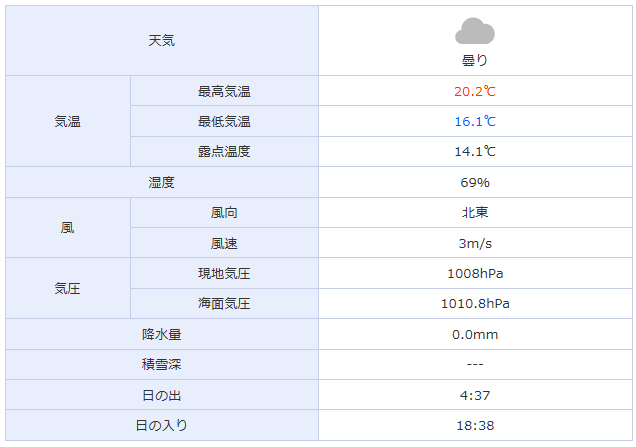 天気
曇り
気温
最高気温 20.2℃
最低気温 16.1℃
露点温度 14.1℃
湿度 69%
風
風向 北東
風速 3m/s
気圧
現地気圧 1008hPa
海面気圧 1010.8hPa
降水量 0.0mm
積雪深 ---
日の出 4:37
日の入り 18:38